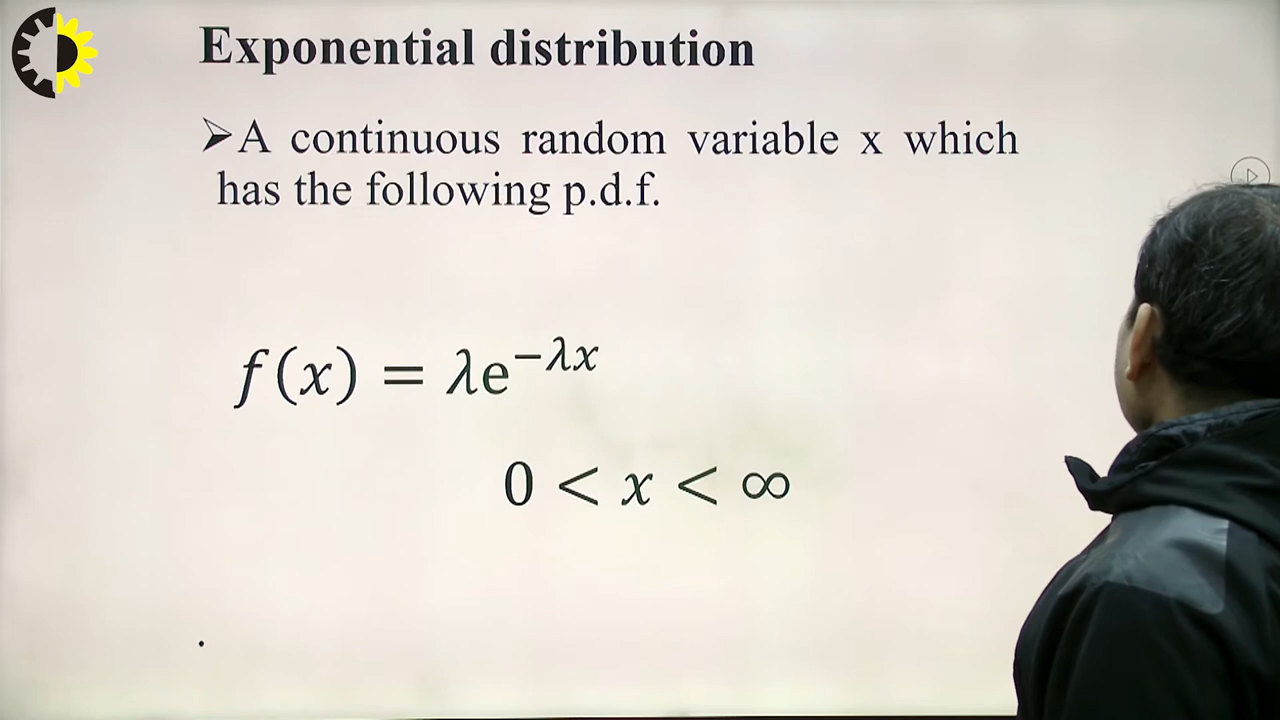 Exponential distribution
➢A continuous random variable x which
has the following p.d.f.
f(x) = λe^{−λx}
0 < x < ∞
.